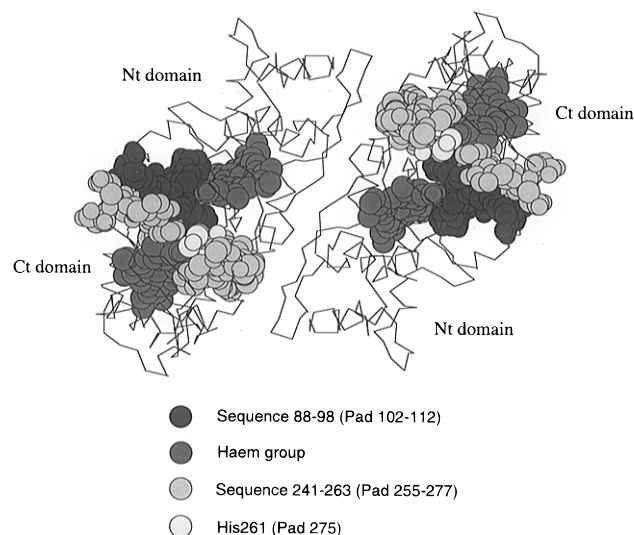 Nt domain
Ct domain
Ct domain
Nt domain
Sequence 88-98 (Pad 102-112)
Haem group
Sequence 241-263 (Pad 255-277)
His261 (Pad 275)